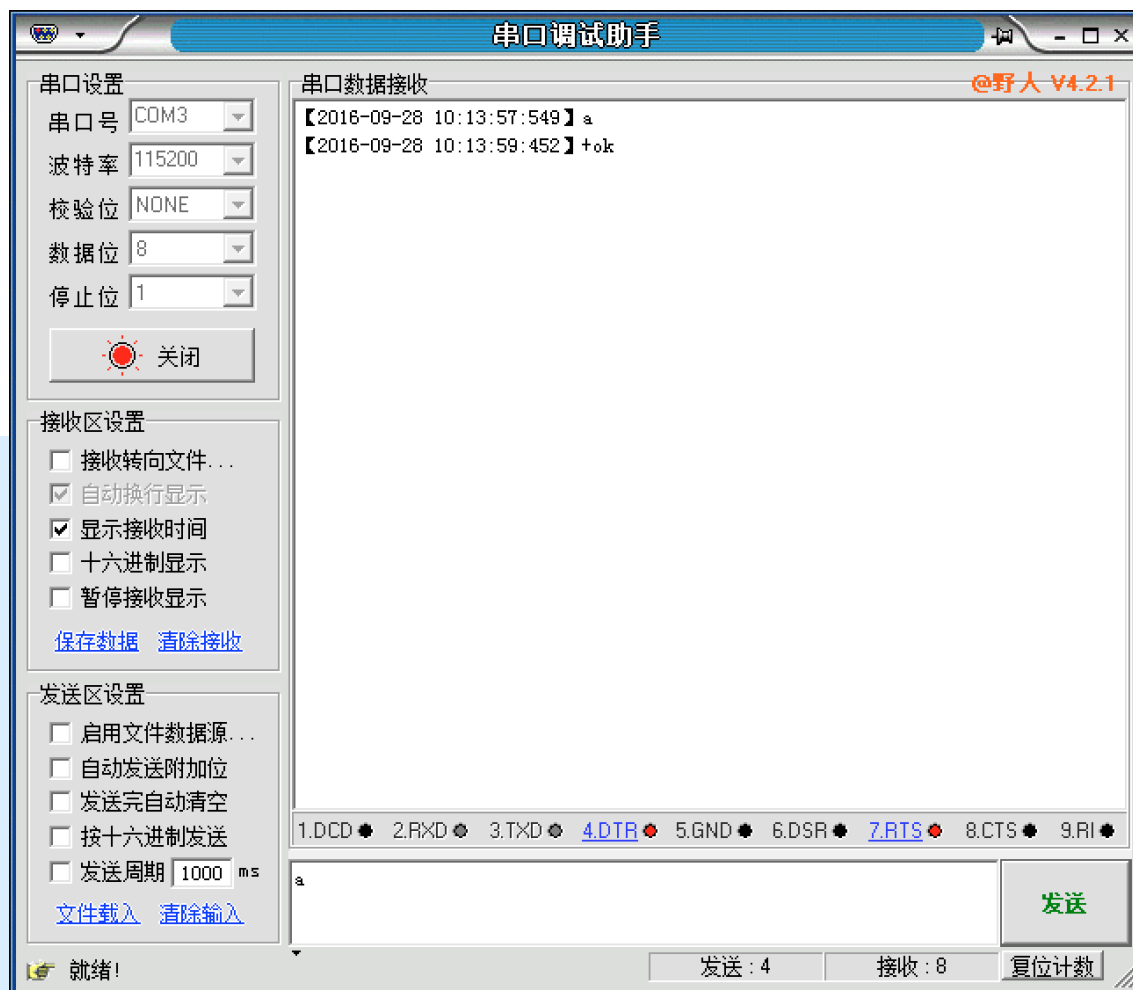 串口调试助手
串口设置
串口号 COM3
波特率 115200
校验位 NONE
数据位 8
停止位 1
关闭
接收区设置
接收转向文件...
自动换行显示
显示接收时间
十六进制显示
暂停接收显示
保存数据 清除接收
发送区设置
启用文件数据源...
自动发送附加位
发送完自动清空
按十六进制发送
发送周期 1000 ms
文件载入 清除输入
串口数据接收
@野人 V4.2.1
【2016-09-28 10:13:57:549】a
【2016-09-28 10:13:59:452】+ok
1.DCD 2.RXD 3.TXD 4.DTR 5.GND 6.DSR 7.RTS 8.CTS 9.RI
a
发送
就绪!
发送 : 4 接收 : 8 复位计数